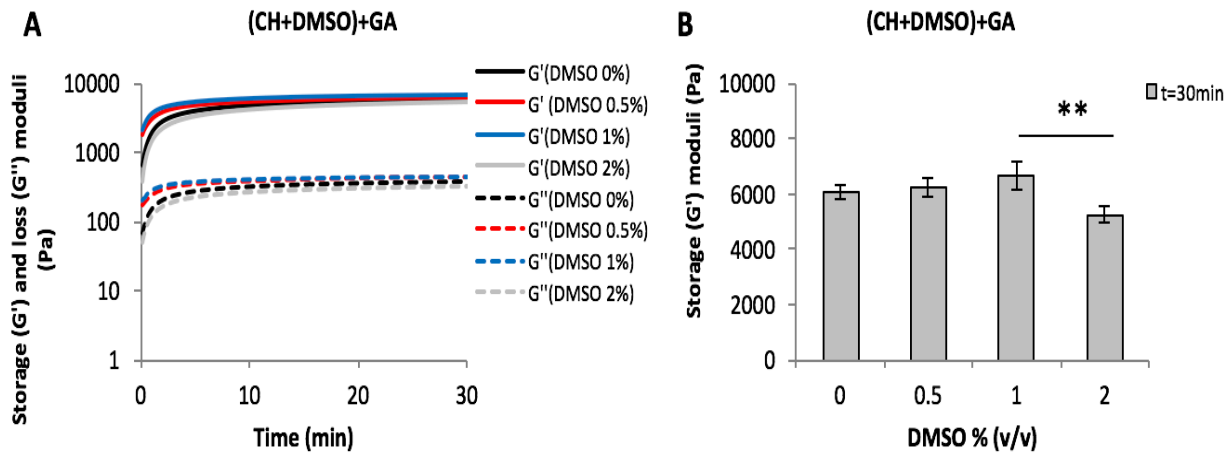 A
(CH+DMSO)+GA
Storage (G') and loss (G'') moduli
(Pa)
10000
1000
100
10
1
0
10
20
30
Time (min)
G'(DMSO 0%)
G' (DMSO 0.5%)
G'(DMSO 1%)
G'(DMSO 2%)
G''(DMSO 0%)
G''(DMSO 0.5%)
G''(DMSO 1%)
G''(DMSO 2%)
B
(CH+DMSO)+GA
Storage (G') moduli (Pa)
10000
8000
6000
4000
2000
0
**
t=30min
0
0.5
1
2
DMSO % (v/v)